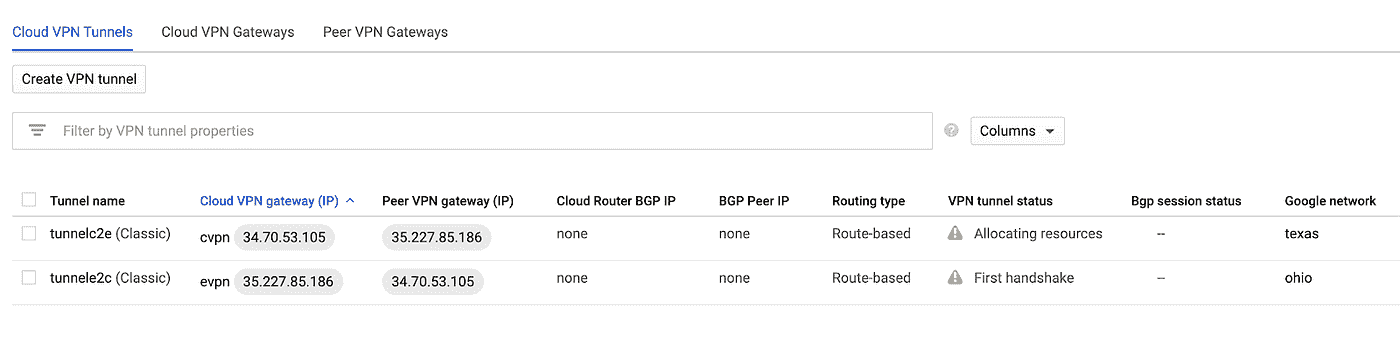 Cloud VPN Tunnels Cloud VPN Gateways Peer VPN Gateways
Create VPN tunnel
Filter by VPN tunnel properties ? Columns
Tunnel name Cloud VPN gateway (IP) Peer VPN gateway (IP) Cloud Router BGP IP BGP Peer IP Routing type VPN tunnel status Bgp session status Google network
tunnelc2e (Classic) cvpn 34.70.53.105 35.227.85.186 none none Route-based Allocating resources -- texas
tunnele2c (Classic) evpn 35.227.85.186 34.70.53.105 none none Route-based First handshake -- ohio